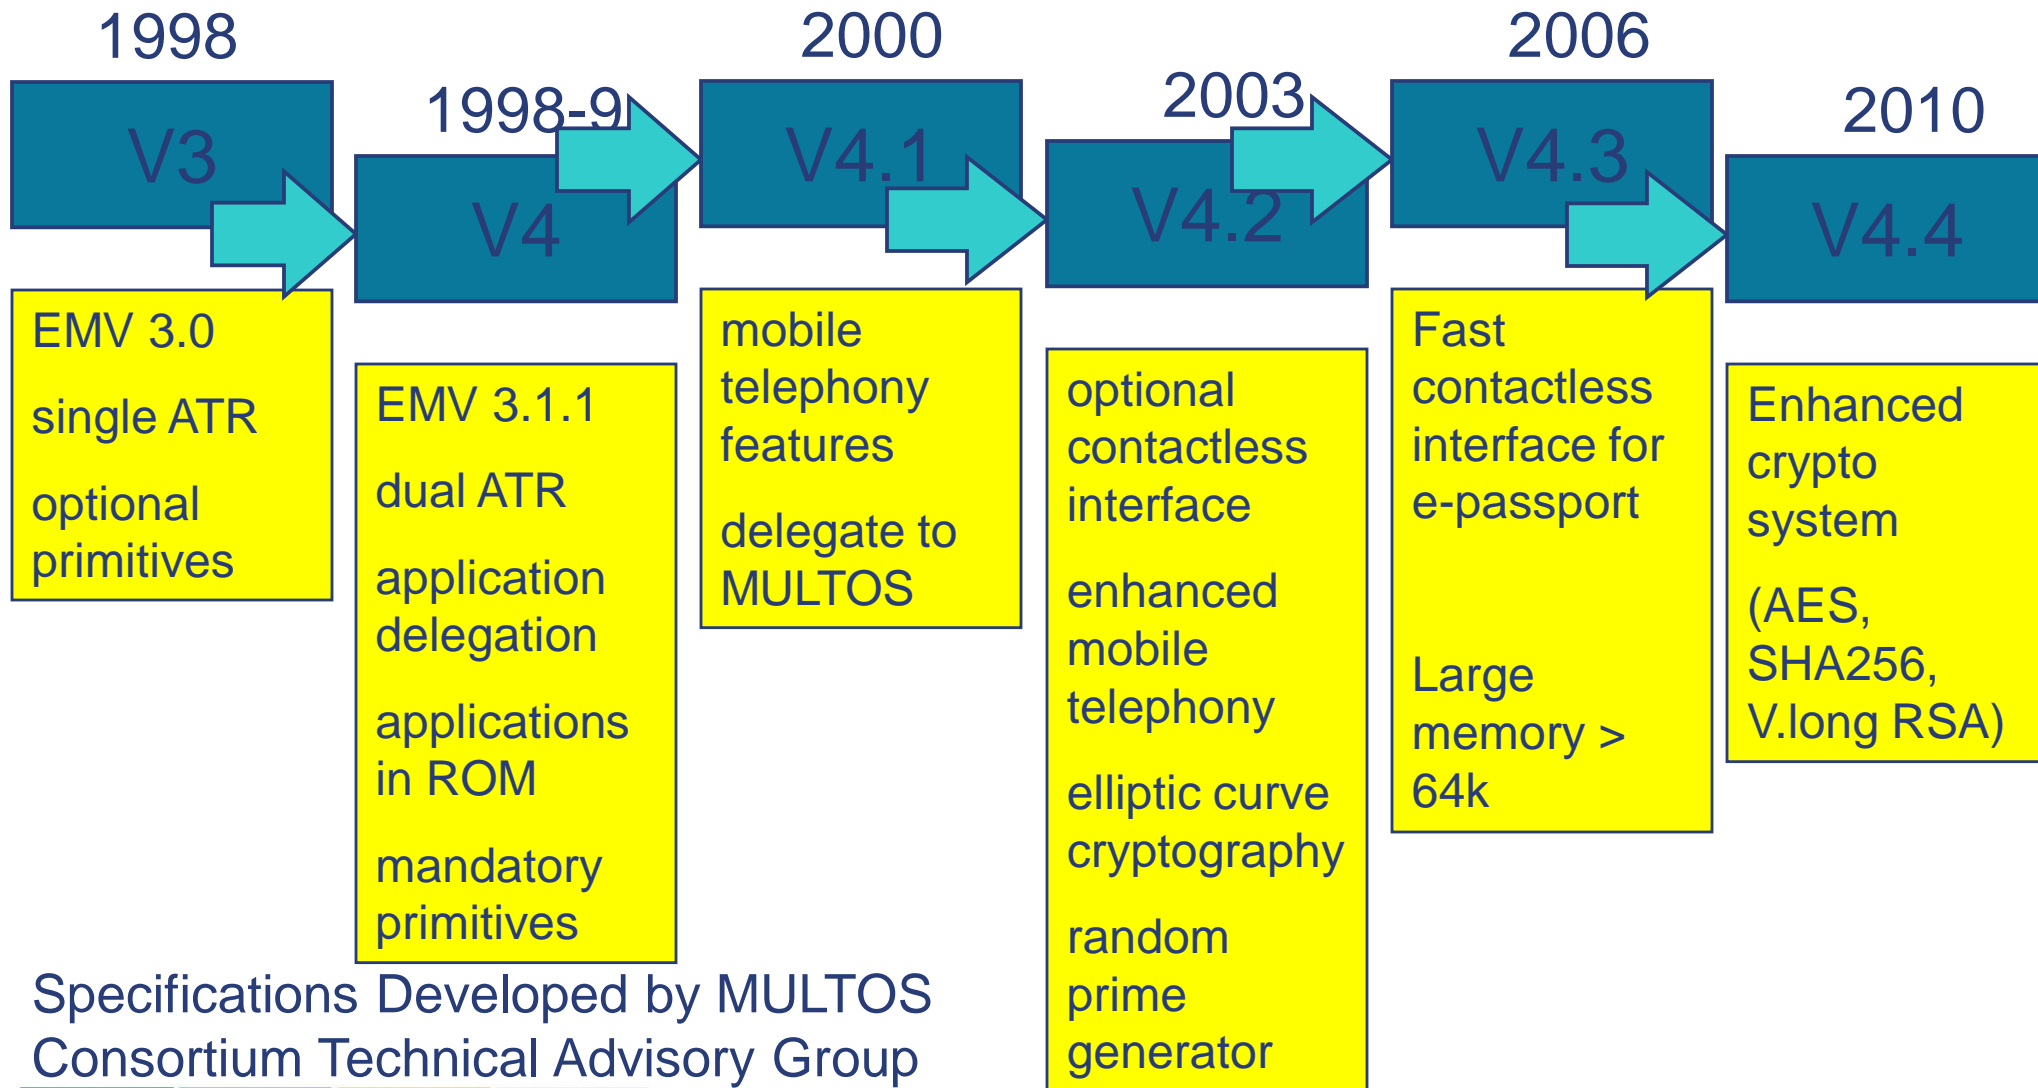 1998
V3
EMV 3.0
single ATR
optional
primitives
1998-9
V4
EMV 3.1.1
dual ATR
application
delegation
applications
in ROM
mandatory
primitives
2000
V4.1
mobile
telephony
features
delegate to
MULTOS
2003
V4.2
optional
contactless
interface
enhanced
mobile
telephony
elliptic curve
cryptography
random
prime
generator
2006
V4.3
Fast
contactless
interface for
e-passport
Large
memory >
64k
2010
V4.4
Enhanced
crypto
system
(AES,
SHA256,
V.long RSA)
Specifications Developed by MULTOS
Consortium Technical Advisory Group